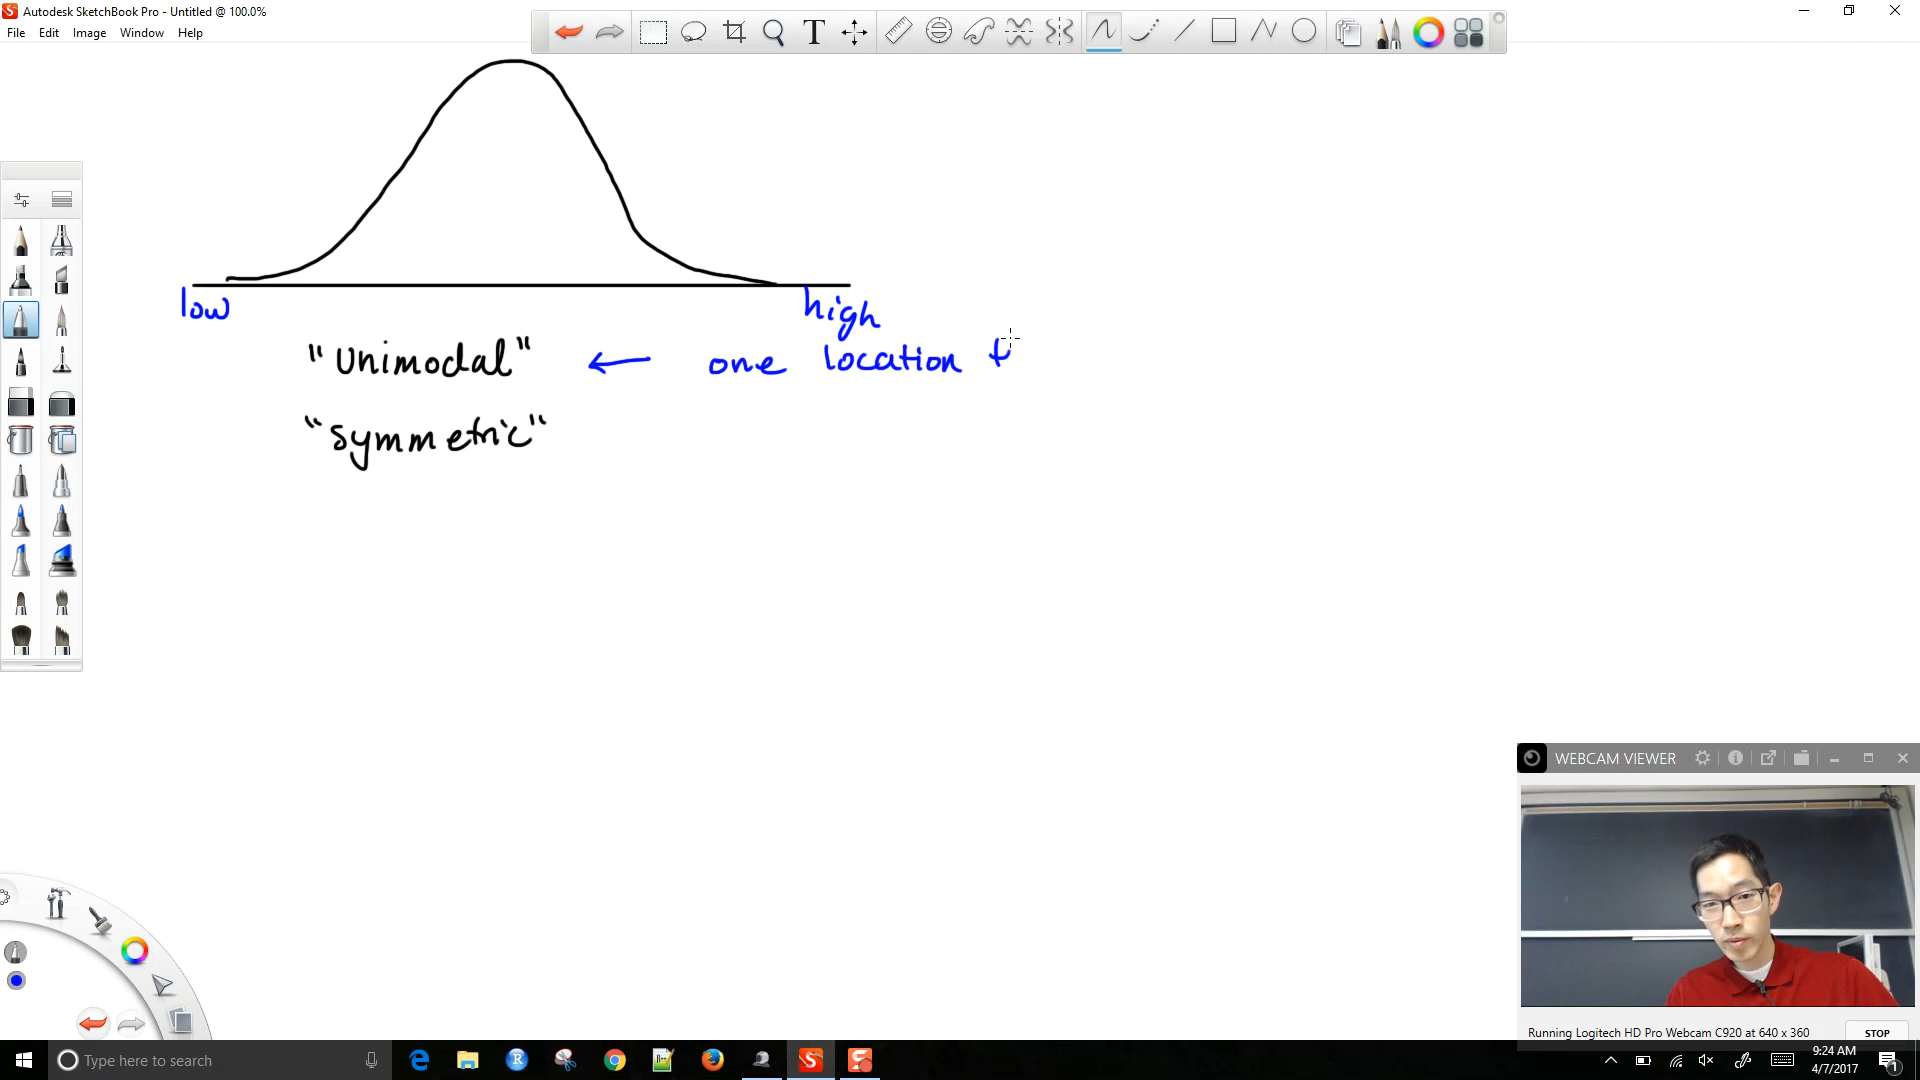 Autodesk SketchBook Pro - Untitled @ 100.0%
File Edit Image Window Help
T
low high
"Unimodal" ← one location t
"Symmetric"
WEBCAM VIEWER
Running Logitech HD Pro Webcam C920 at 640 x 360 STOP
Type here to search
9:24 AM
4/7/2017
1